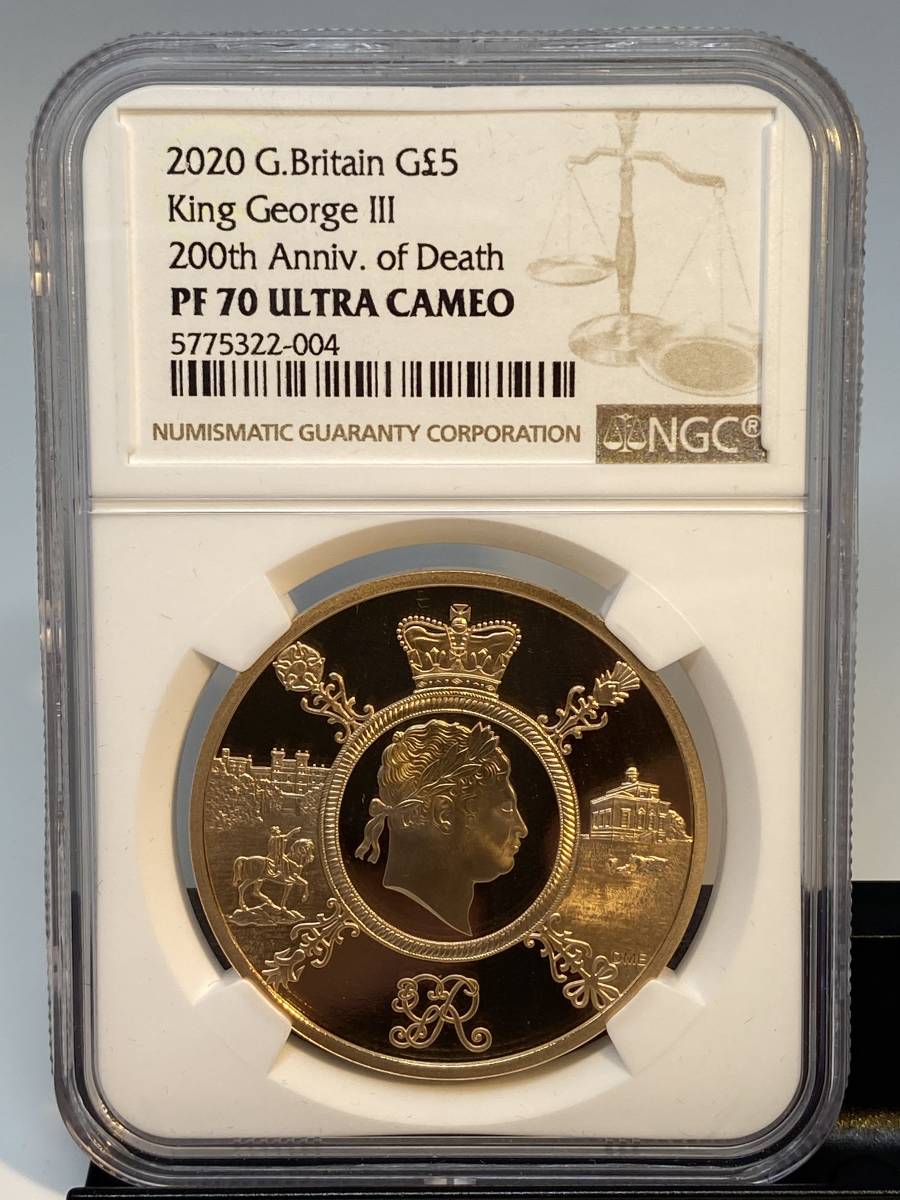 2020 G.Britain G£5
King George III
200th Anniv. of Death
PF 70 ULTRA CAMEO
5775322-004
NUMISMATIC GUARANTY CORPORATION
NGC®
DME